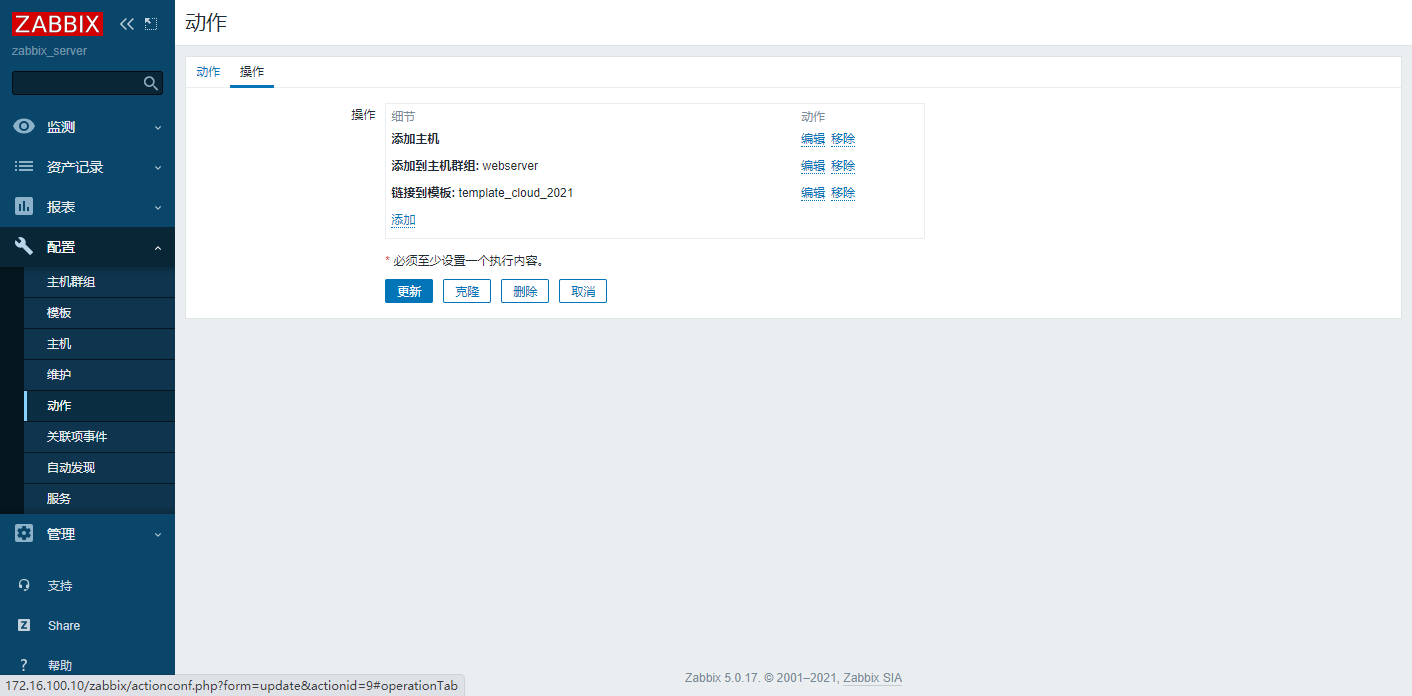 ZABBIX
zabbix_server
监测
资产记录
报表
配置
主机群组
模板
主机
维护
动作
关联项事件
自动发现
服务
管理
支持
Share
帮助
动作
动作 操作
操作 细节 动作
添加主机 编辑 移除
添加到主机群组: webserver 编辑 移除
链接到模板: template_cloud_2021 编辑 移除
添加
* 必须至少设置一个执行内容。
更新 克隆 删除 取消
Zabbix 5.0.17. © 2001–2021, Zabbix SIA
172.16.100.10/zabbix/actionconf.php?form=update&actionid=9#operationTab